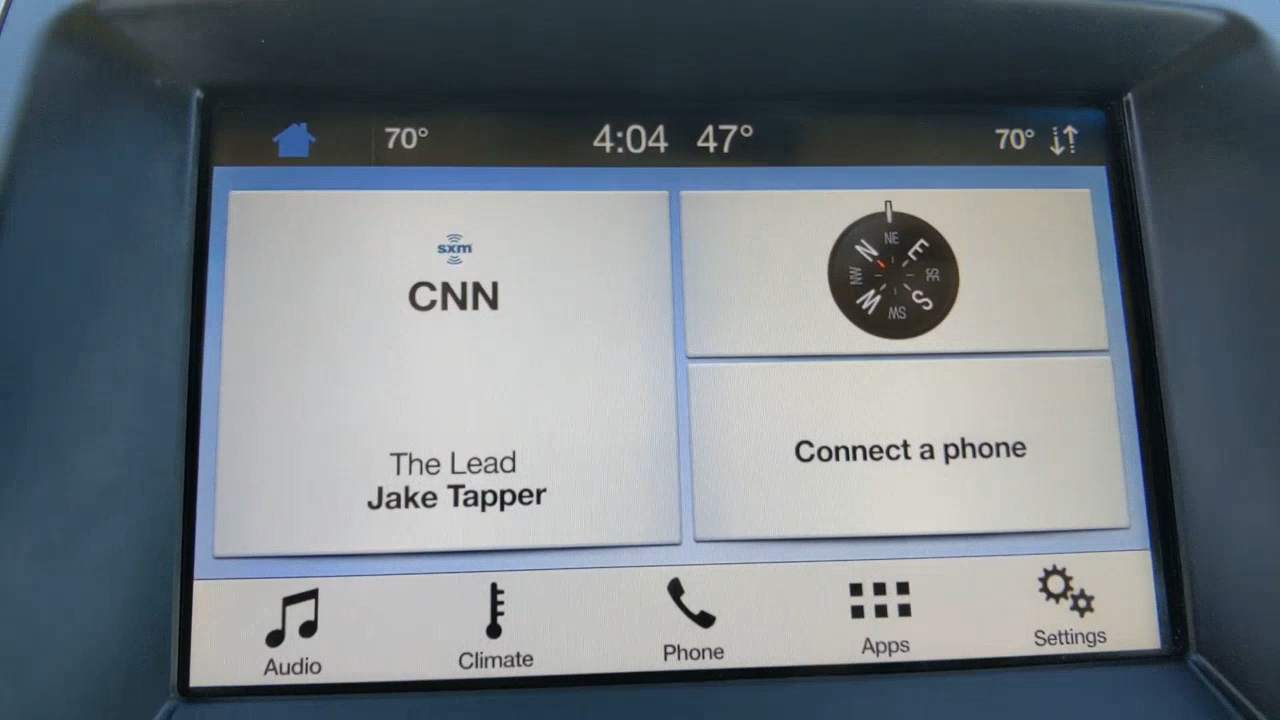 70°
4:04 47°
70°
sxm
CNN
The Lead
Jake Tapper
NE
N E
NW SE
W S
SW
Connect a phone
Audio
Climate
Phone
Apps
Settings